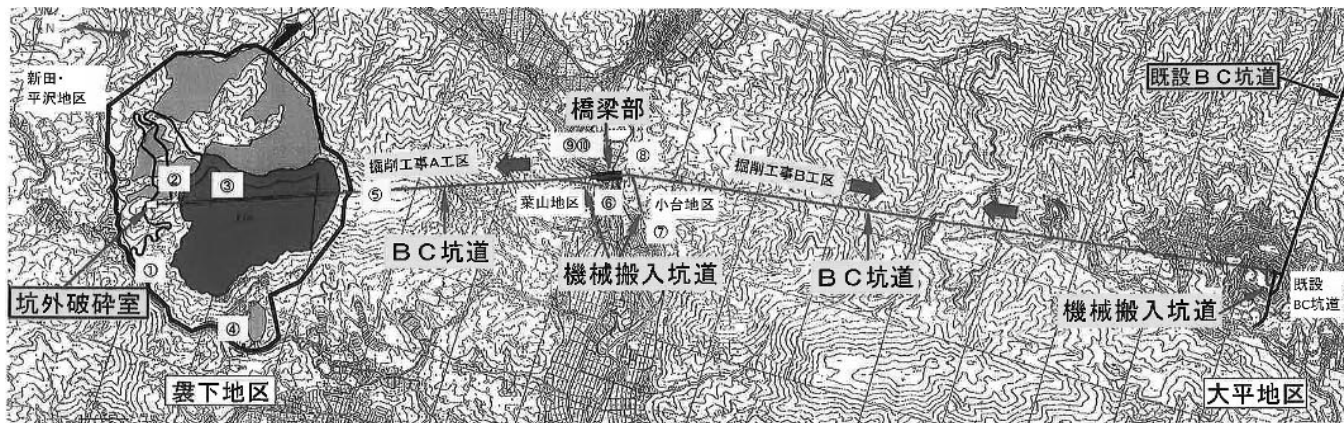 N
新田・
平沢地区
既設BC坑道
橋梁部
⑨⑩
⑧
掘削工事A工区
掘削工事B工区
②
③
⑤
葉山地区
⑥
小台地区
⑦
BC坑道
機械搬入坑道
BC坑道
①
坑外破砕室
④
機械搬入坑道
既設
BC坑道
叒下地区
大平地区